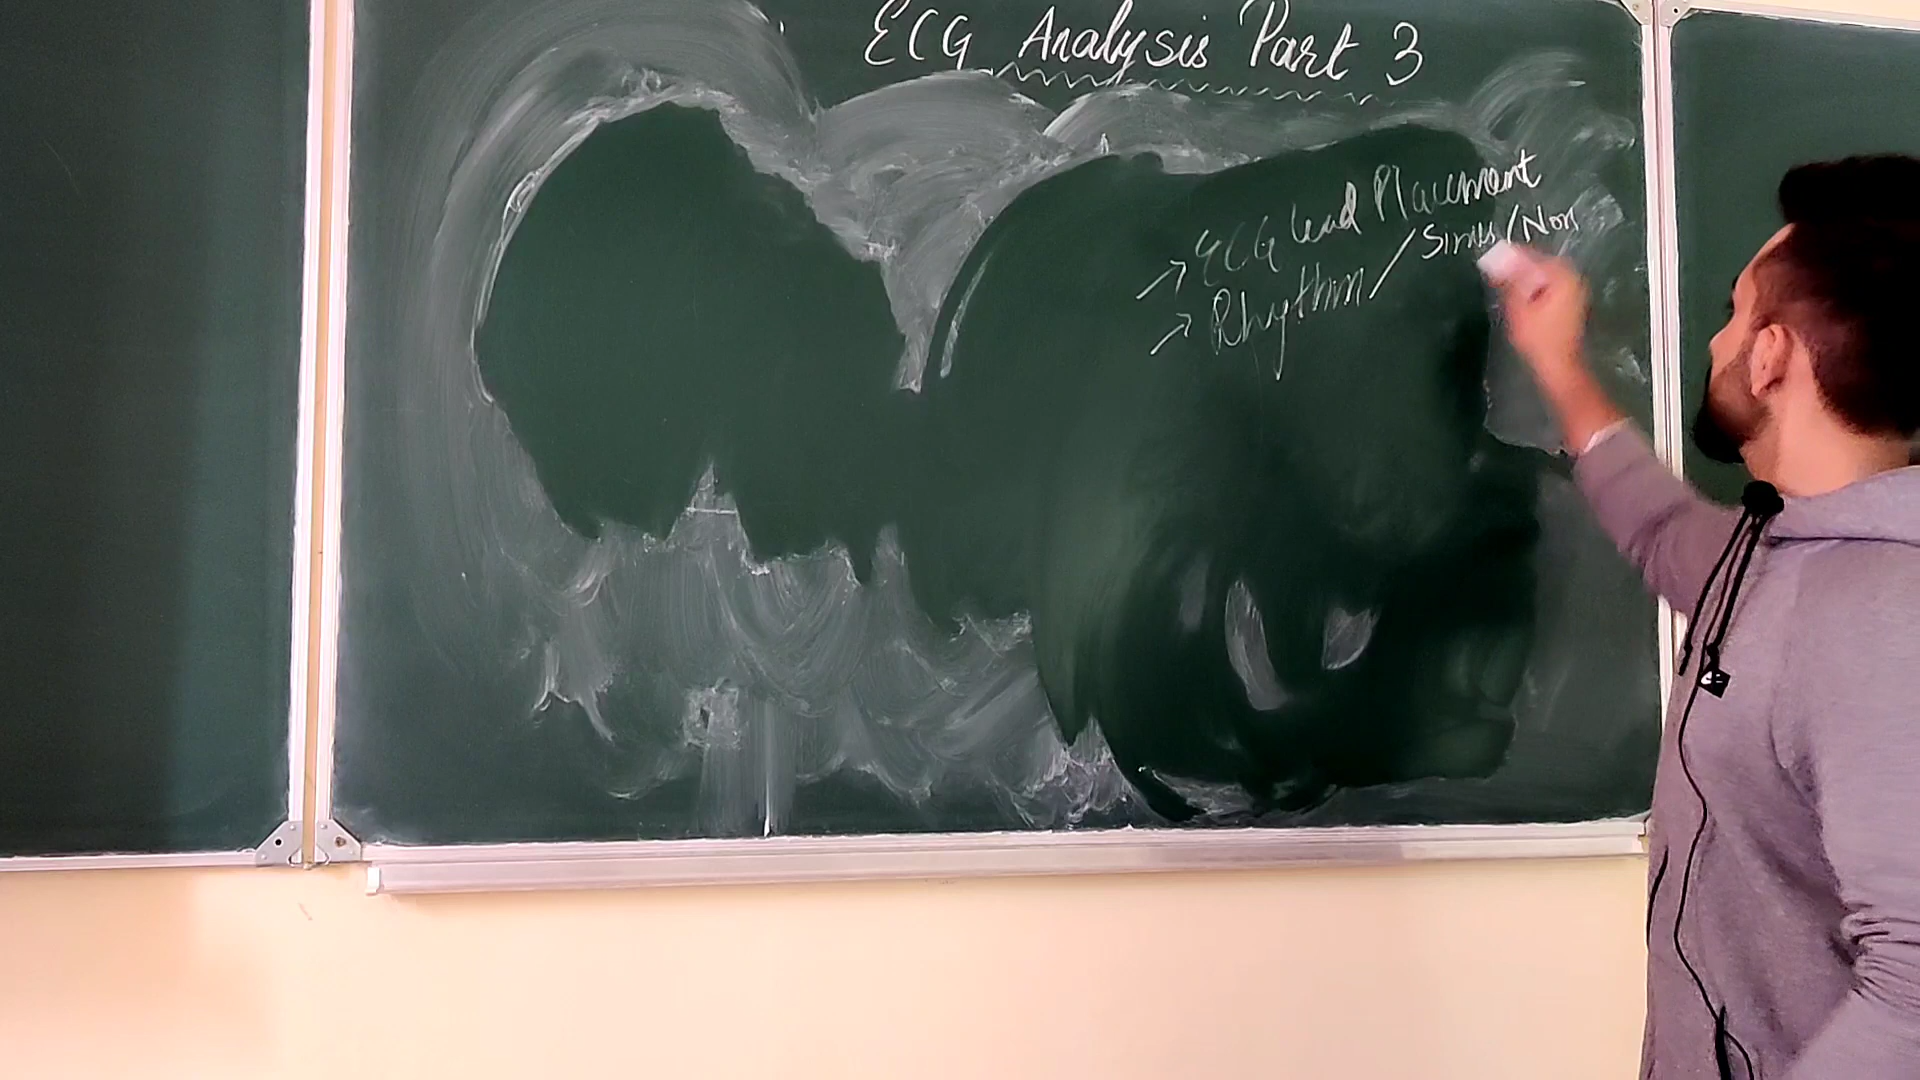 ECG Analysis Part 3
→ ECG lead Placement
→ Rhythm / Sinus / Non